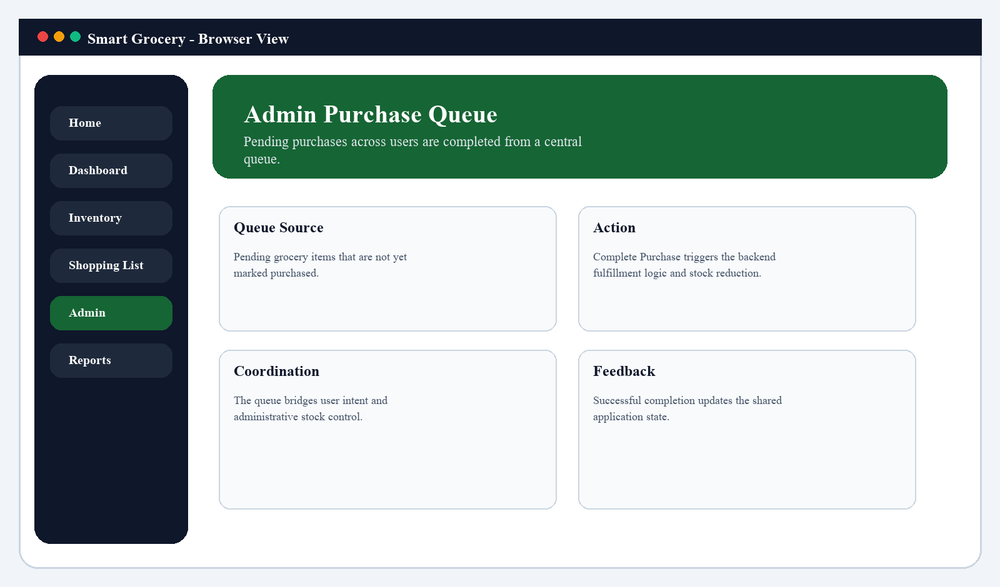 Smart Grocery - Browser View
Home
Dashboard
Inventory
Shopping List
Admin
Reports
Admin Purchase Queue
Pending purchases across users are completed from a central
queue.
Queue Source
Pending grocery items that are not yet
marked purchased.
Action
Complete Purchase triggers the backend
fulfillment logic and stock reduction.
Coordination
The queue bridges user intent and
administrative stock control.
Feedback
Successful completion updates the shared
application state.